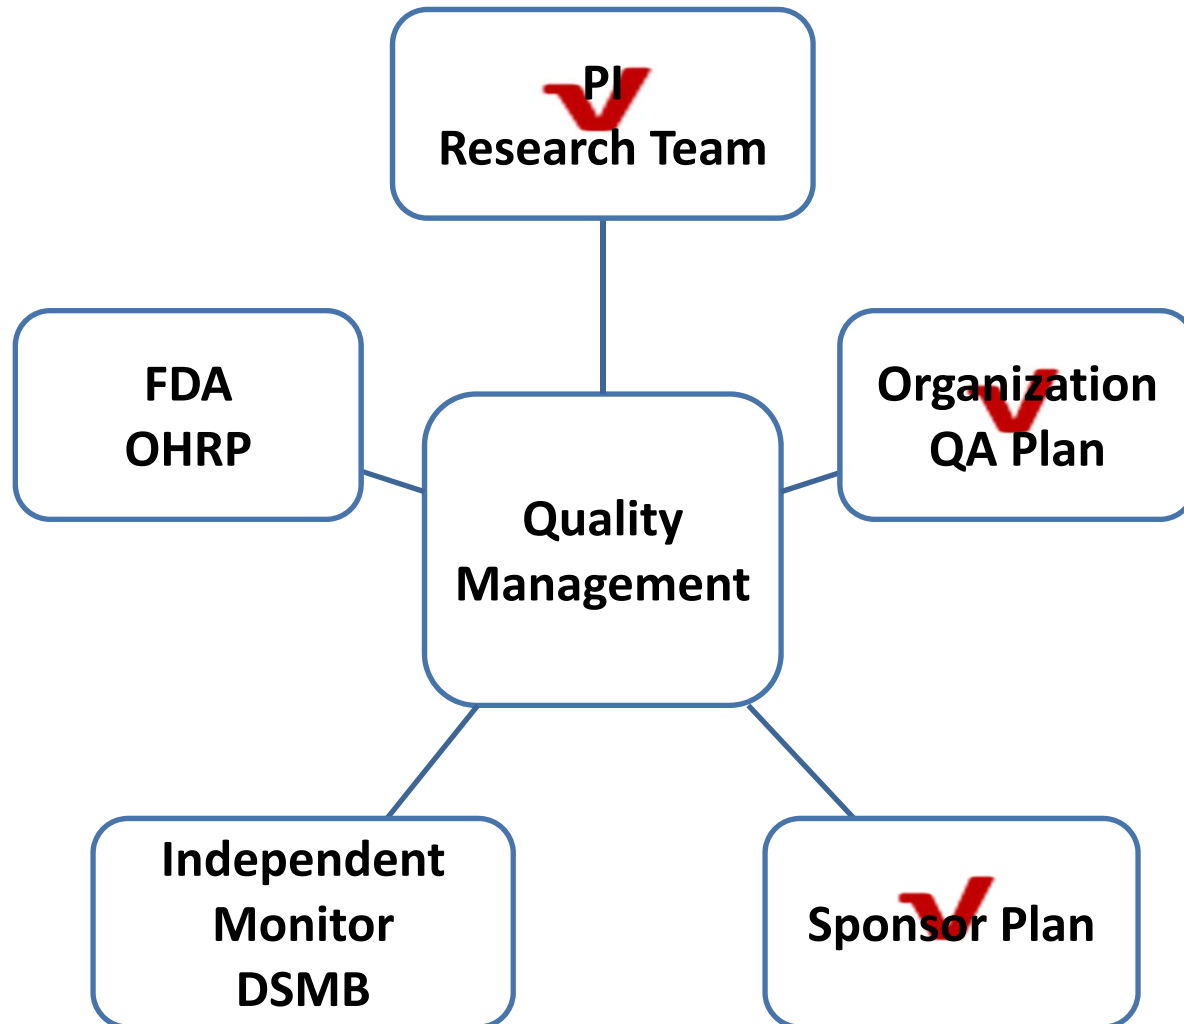 PI
Research Team
FDA
OHRP
Organization
QA Plan
Quality
Management
Independent
Monitor
DSMB
Sponsor Plan